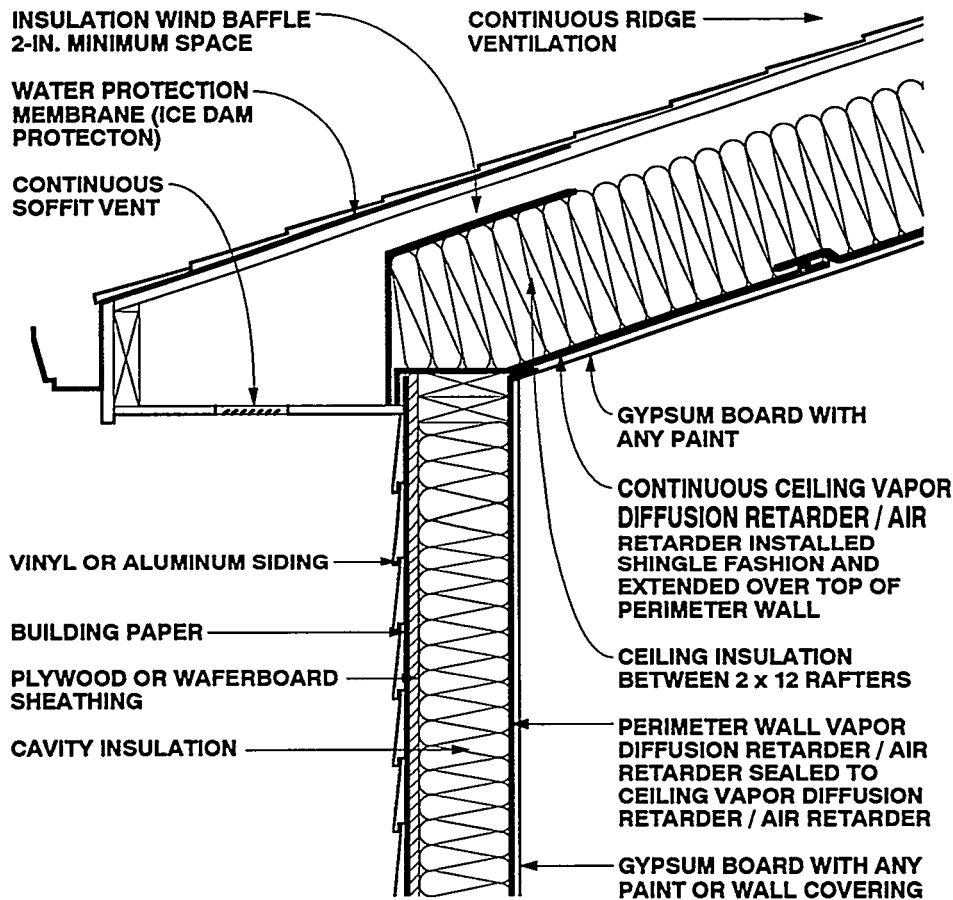 INSULATION WIND BAFFLE
2-IN. MINIMUM SPACE
CONTINUOUS RIDGE
VENTILATION
WATER PROTECTION
MEMBRANE (ICE DAM
PROTECTON)
CONTINUOUS
SOFFIT VENT
GYPSUM BOARD WITH
ANY PAINT
CONTINUOUS CEILING VAPOR
DIFFUSION RETARDER / AIR
RETARDER INSTALLED
SHINGLE FASHION AND
EXTENDED OVER TOP OF
PERIMETER WALL
VINYL OR ALUMINUM SIDING
BUILDING PAPER
PLYWOOD OR WAFERBOARD
SHEATHING
CAVITY INSULATION
CEILING INSULATION
BETWEEN 2 x 12 RAFTERS
PERIMETER WALL VAPOR
DIFFUSION RETARDER / AIR
RETARDER SEALED TO
CEILING VAPOR DIFFUSION
RETARDER / AIR RETARDER
GYPSUM BOARD WITH ANY
PAINT OR WALL COVERING